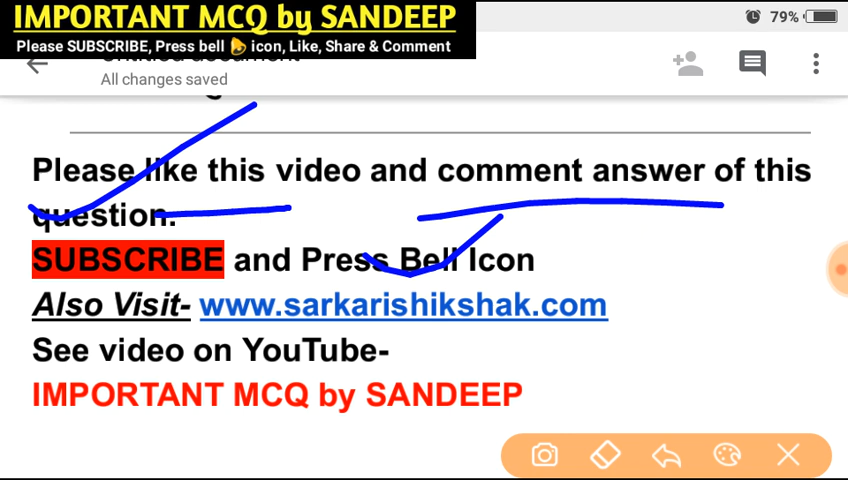 IMPORTANT MCQ by SANDEEP
Please SUBSCRIBE, Press bell icon, Like, Share & Comment
79%
Untitled document
All changes saved
Please like this video and comment answer of this
question.
SUBSCRIBE and Press Bell Icon
Also Visit- www.sarkarishikshak.com
See video on YouTube-
IMPORTANT MCQ by SANDEEP